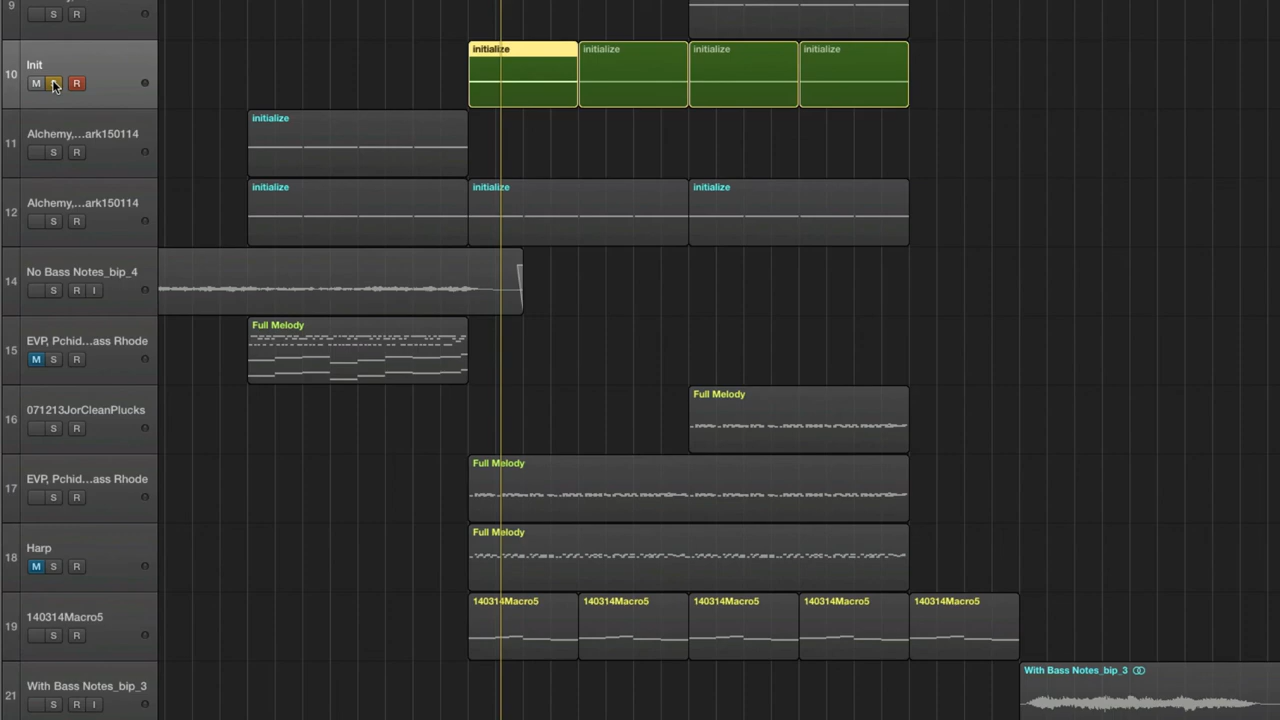 9
S R
10
Init
M R
initialize initialize initialize initialize
11
Alchemy,...ark150114
S R
initialize
12
Alchemy,...ark150114
S R
initialize initialize initialize
14
No Bass Notes_bip_4
S R I
15
EVP, Pchid...ass Rhode
M S R
Full Melody
16
071213JorCleanPlucks
S R
Full Melody
17
EVP, Pchid...ass Rhode
S R
Full Melody
18
Harp
M S R
Full Melody
19
140314Macro5
S R
140314Macro5 140314Macro5 140314Macro5 140314Macro5 140314Macro5
21
With Bass Notes_bip_3
S R I
With Bass Notes_bip_3